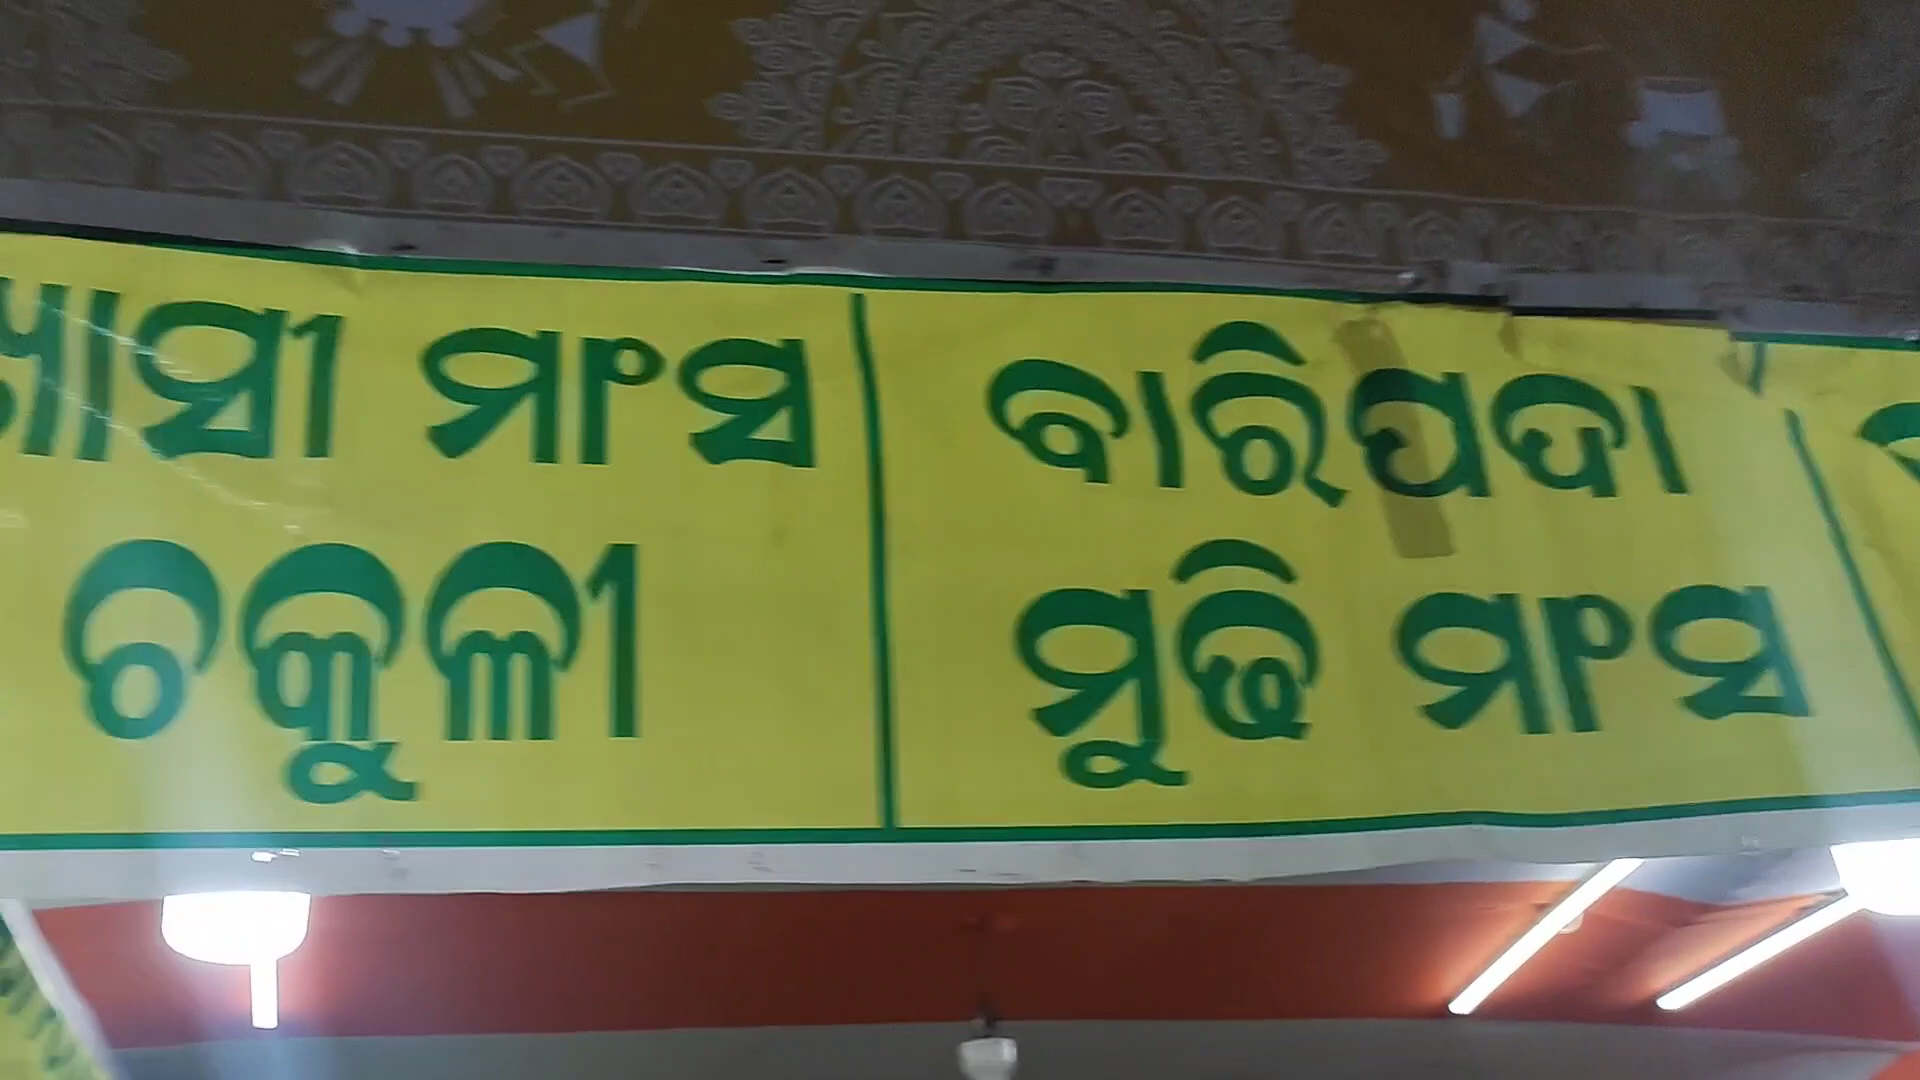 ଖାସୀ ମାଂସ
ଚକୁଳୀ
ବାରିପଦା
ମୁଢି ମାଂସ